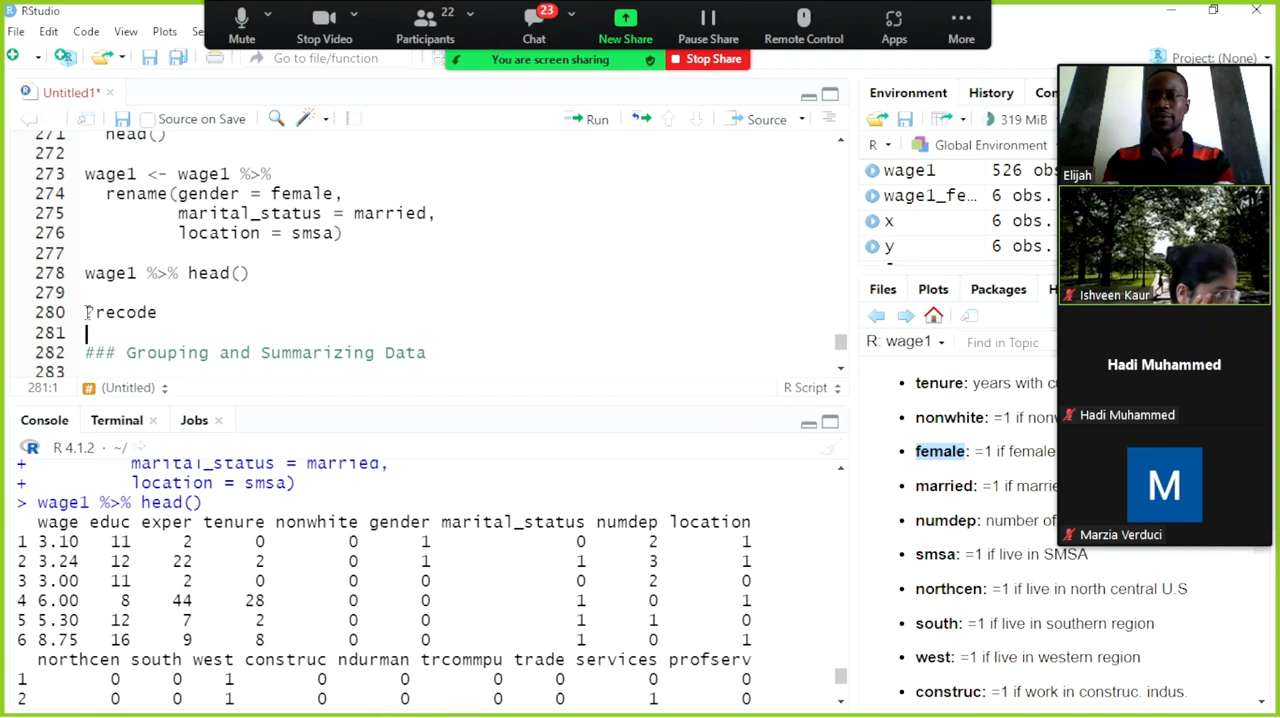 RStudio
File Edit Code View Plots
Mute
Stop Video
22
Participants
23
Chat
New Share
Pause Share
Remote Control
Apps
More
You are screen sharing
Stop Share
Go to file/function
Project: (None)
Untitled1*
Source on Save
Run
Source
271 head()
272
273 wage1 <- wage1 %>%
274 rename(gender = female,
275 marital_status = married,
276 location = smsa)
277
278 wage1 %>% head()
279
280 ?recode
281
282 ### Grouping and Summarizing Data
283
281:1 # (Untitled) R Script
Console Terminal Jobs
R 4.1.2 · ~/
+ marital_status = married,
+ location = smsa)
> wage1 %>% head()
wage educ exper tenure nonwhite gender marital_status numdep location
1 3.10 11 2 0 0 1 0 2 1
2 3.24 12 22 2 0 1 1 3 1
3 3.00 11 2 0 0 0 0 2 0
4 6.00 8 44 28 0 0 1 0 1
5 5.30 12 7 2 0 0 1 1 0
6 8.75 16 9 8 0 0 1 0 1
northcen south west construc ndurman trcommpu trade services profserv
1 0 0 1 0 0 0 0 0 0
2 0 0 1 0 0 0 0 1 0
Environment History
319 MiB
R Global Environment
wage1 526 obs.
wage1_fe... 6 obs.
x 6 obs.
y 6 obs.
Files Plots Packages
R: wage1 Find in Topic
• tenure: years with
• nonwhite: =1 if
• female: =1 if female
• married: =1 if
• numdep: number of
• smsa: =1 if live in SMSA
• northcen: =1 if live in north central U.S
• south: =1 if live in southern region
• west: =1 if live in western region
• construc: =1 if work in construc. indus.
Elijah
Ishveen Kaur
Hadi Muhammed
Hadi Muhammed
M
Marzia Verduci